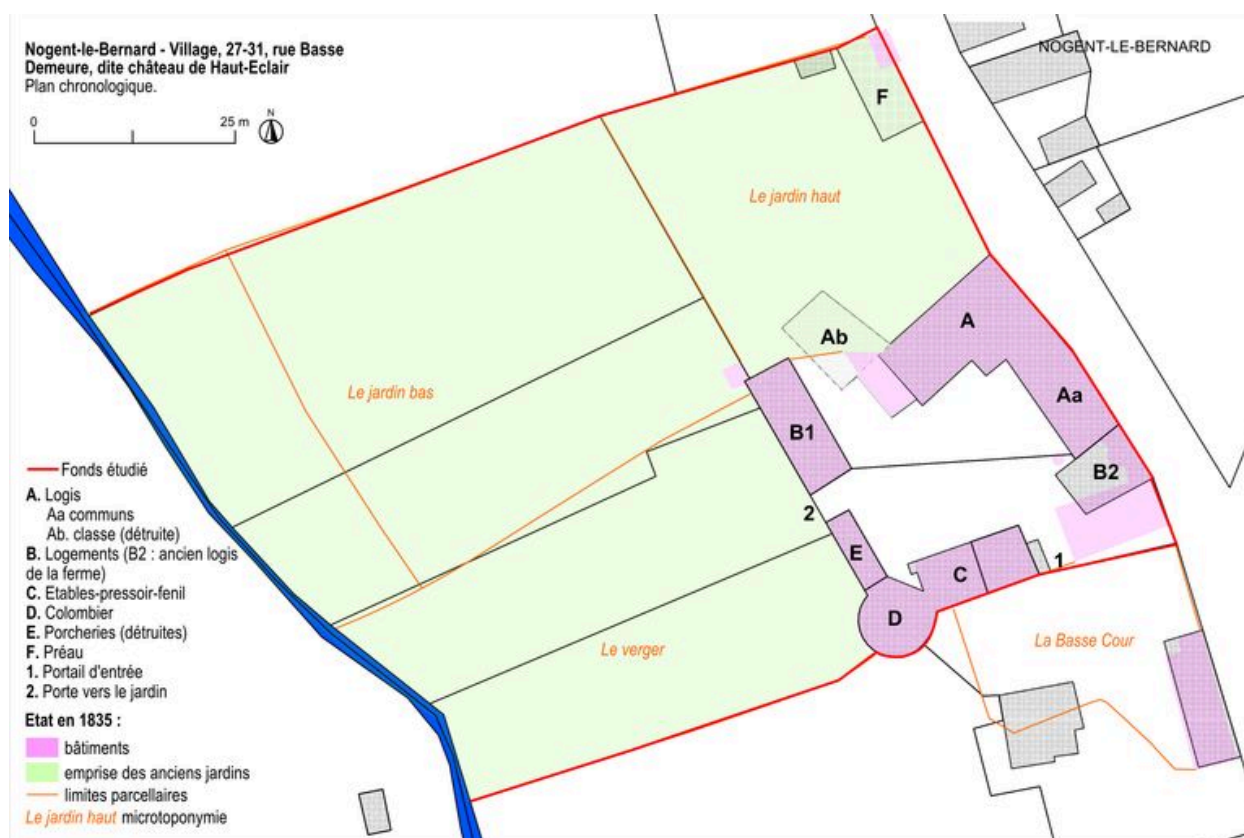 Nogent-le-Bernard - Village, 27-31, rue Basse
Demeure, dite château de Haut-Eclair
Plan chronologique.
0
25 m
N
NOGENT-LE-BERNARD
F
Le jardin haut
Ab
A
Le jardin bas
Aa
B1
B2
2
E
C
1
D
Le verger
La Basse Cour
Fonds étudié
A. Logis
Aa communs
Ab. classe (détruite)
B. Logements (B2 : ancien logis
de la ferme)
C. Etables-pressoir-fenil
D. Colombier
E. Porcheries (détruites)
F. Préau
1. Portail d'entrée
2. Porte vers le jardin
Etat en 1835 :
bâtiments
emprise des anciens jardins
limites parcellaires
Le jardin haut microtoponymie